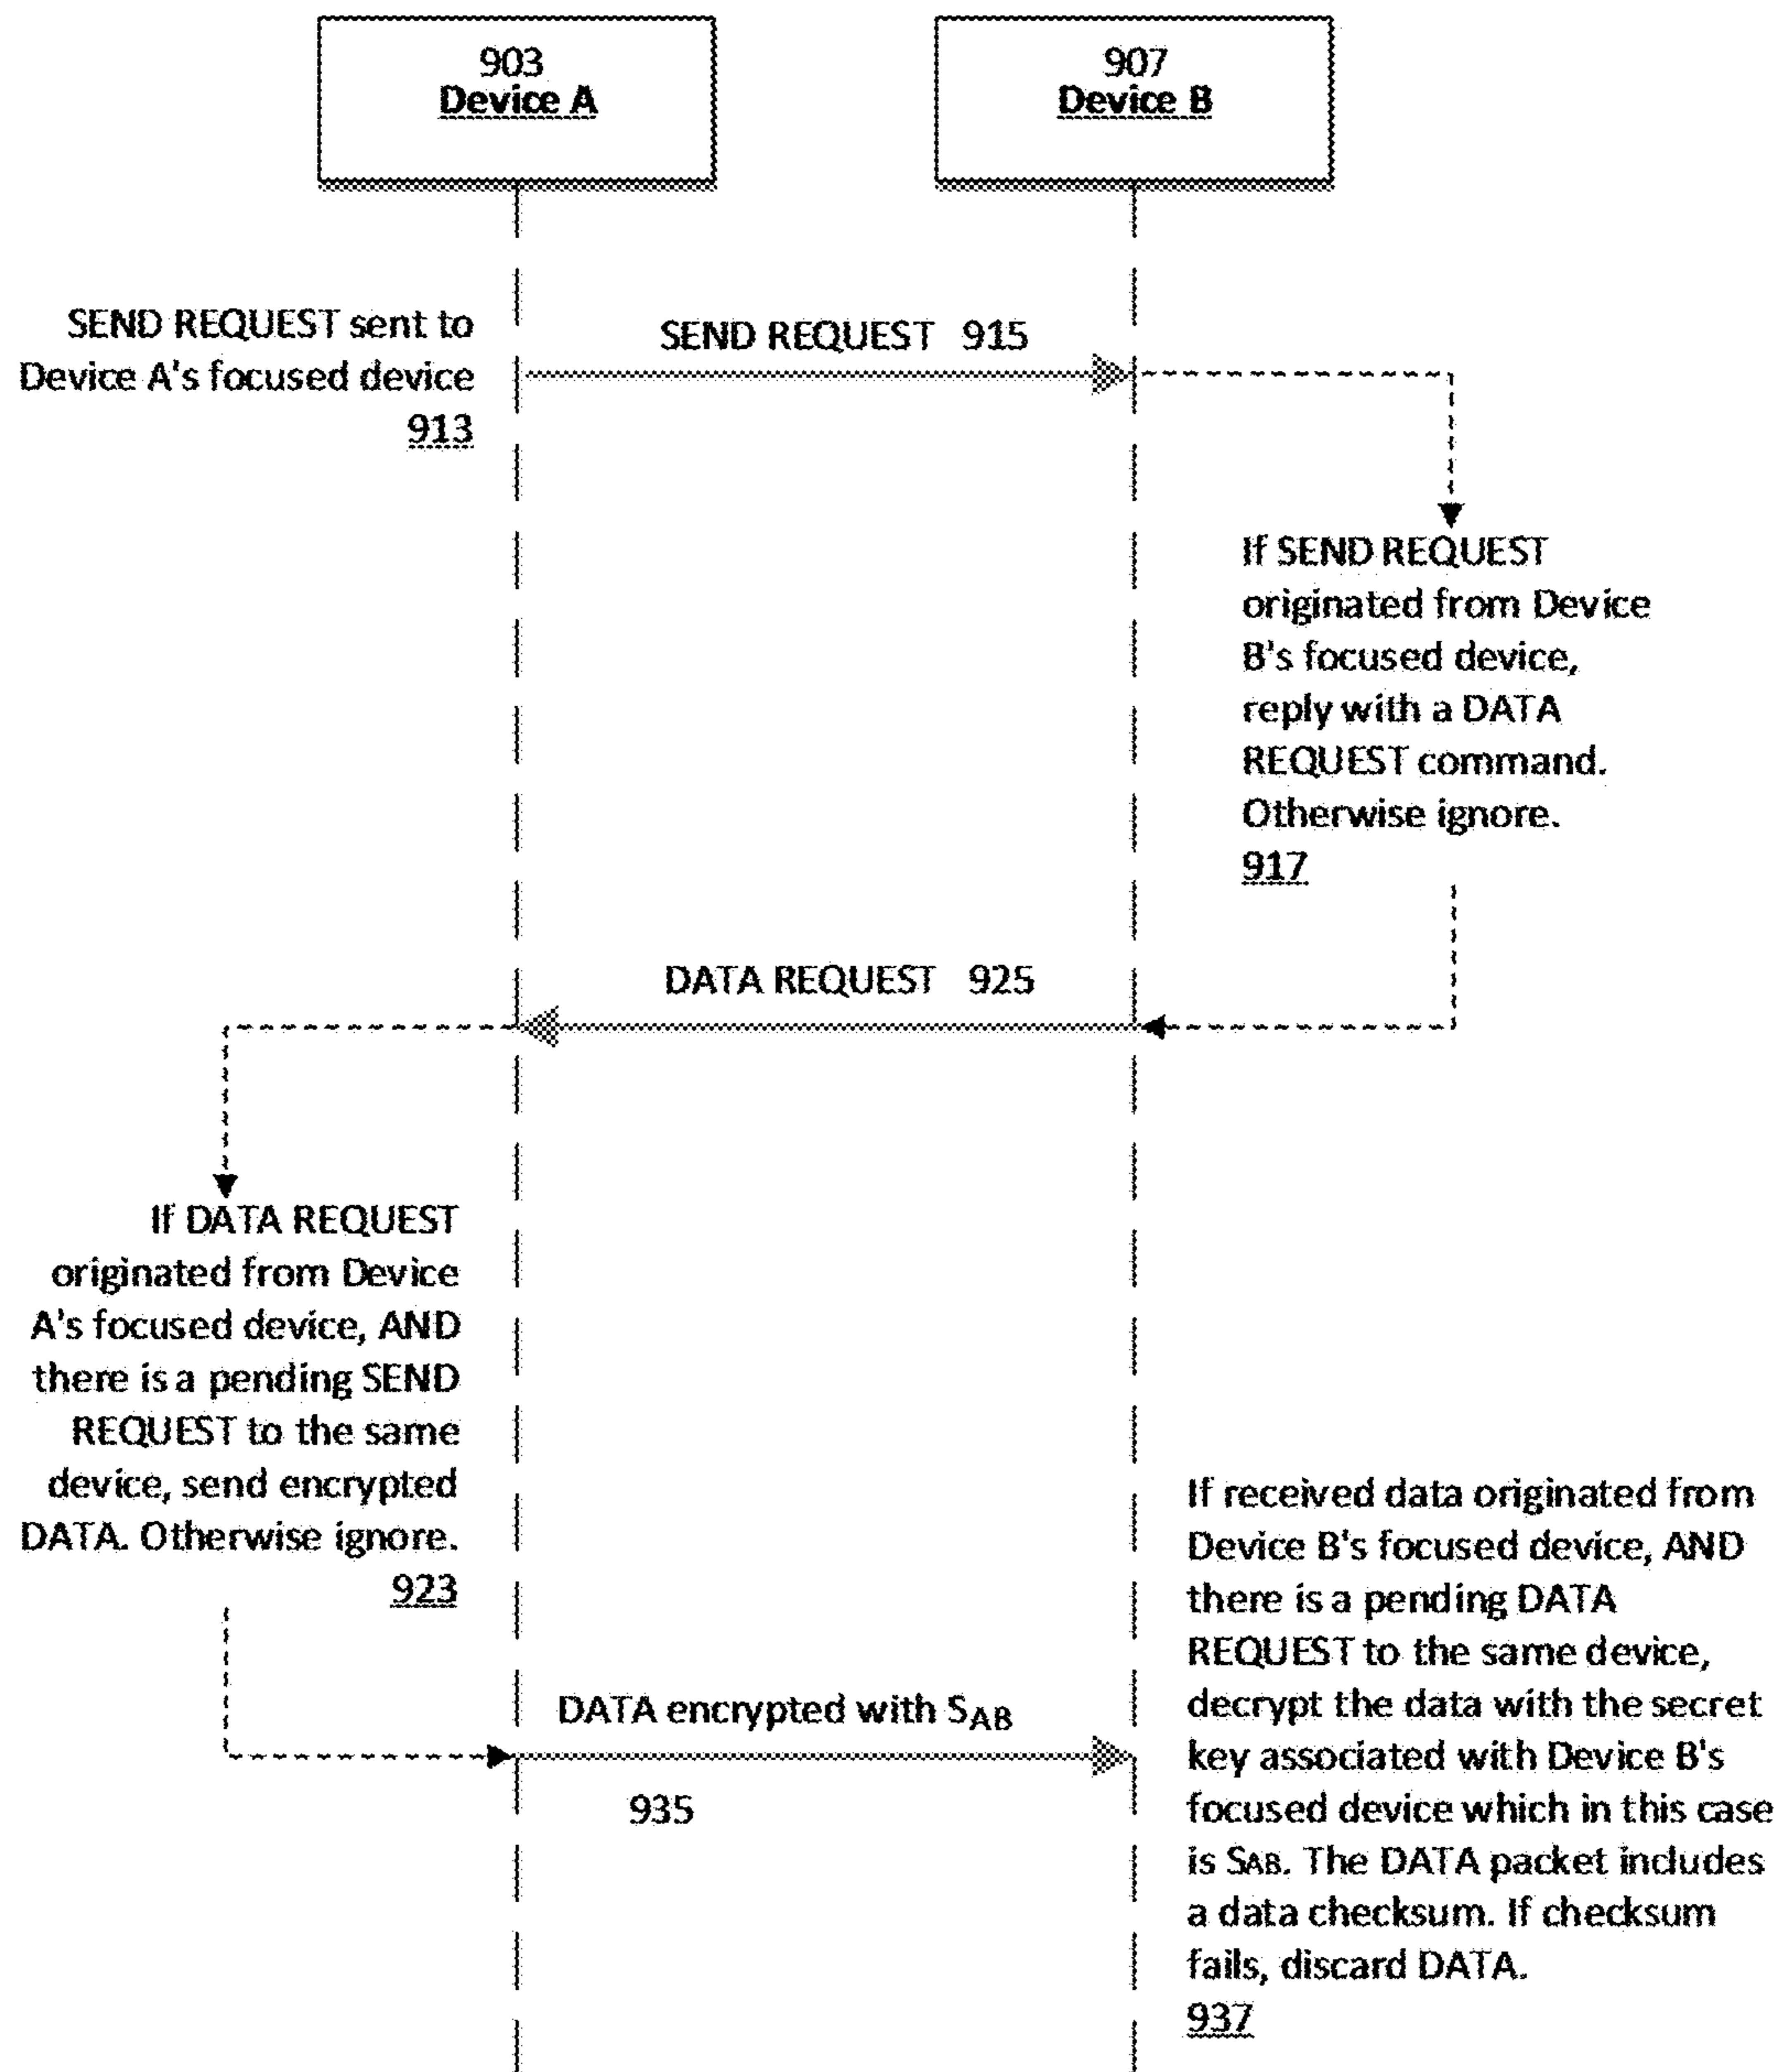 903
Device A
907
Device B
SEND REQUEST sent to
Device A's focused device
913
SEND REQUEST 915
If SEND REQUEST
originated from Device
B's focused device,
reply with a DATA
REQUEST command.
Otherwise ignore.
917
DATA REQUEST 925
If DATA REQUEST
originated from Device
A's focused device, AND
there is a pending SEND
REQUEST to the same
device, send encrypted
DATA. Otherwise ignore.
923
DATA encrypted with SAB
935
If received data originated from
Device B's focused device, AND
there is a pending DATA
REQUEST to the same device,
decrypt the data with the secret
key associated with Device B's
focused device which in this case
is SAB. The DATA packet includes
a data checksum. If checksum
fails, discard DATA.
937